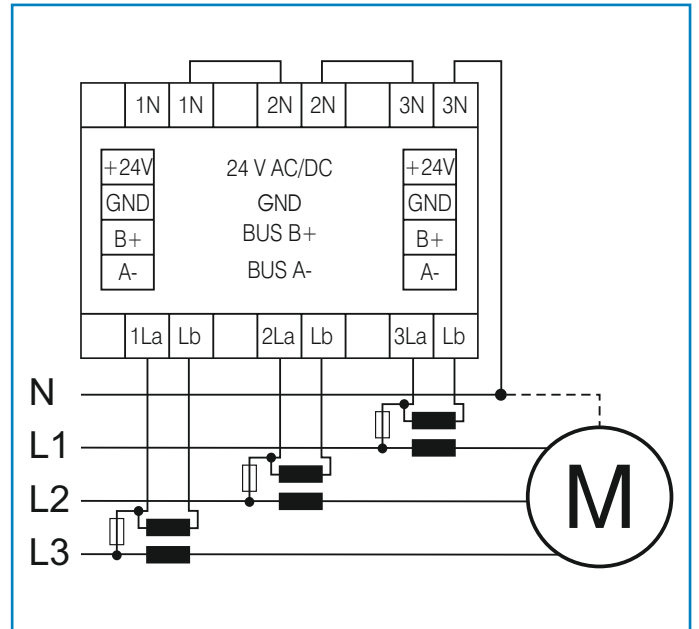 1N 1N 2N 2N 3N 3N
+24V 24 V AC/DC +24V
GND GND GND
B+ BUS B+ B+
A- BUS A- A-
1La Lb 2La Lb 3La Lb
N
L1
L2
L3
M